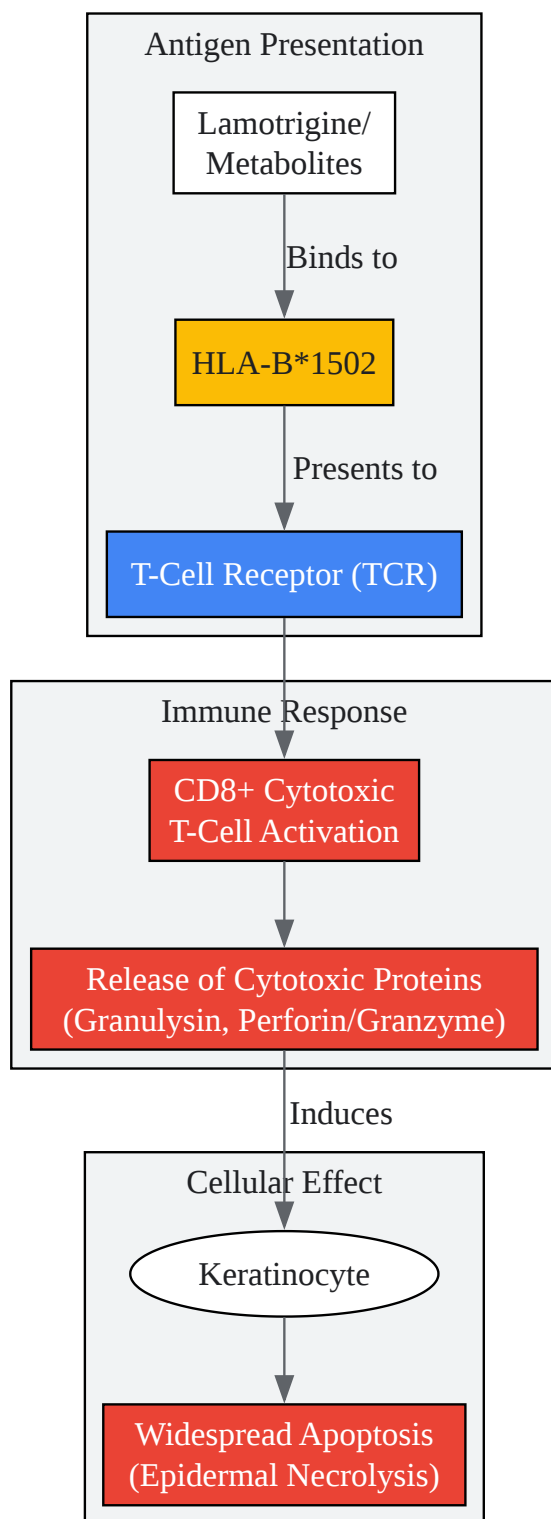 Antigen Presentation
Lamotrigine/
Metabolites
Binds to
HLA-B*1502
Presents to
T-Cell Receptor (TCR)
Immune Response
CD8+ Cytotoxic
T-Cell Activation
Release of Cytotoxic Proteins
(Granulysin, Perforin/Granzyme)
Induces
Cellular Effect
Keratinocyte
Widespread Apoptosis
(Epidermal Necrolysis)